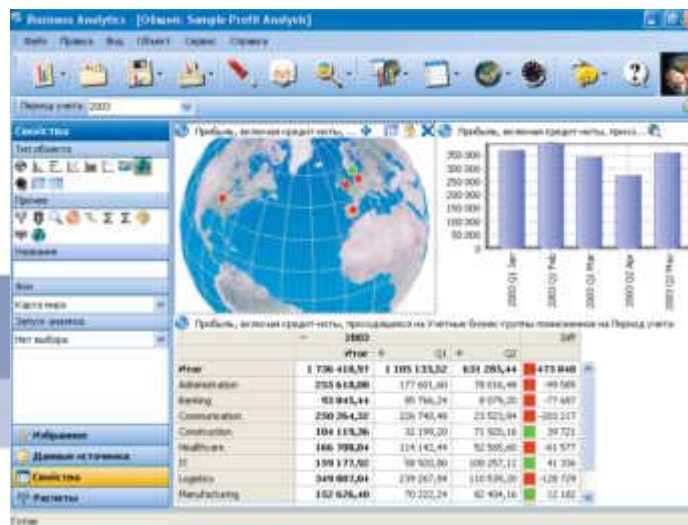 Business Analytics - [Общий: Sample Profit Analysis]
Файл Правка Вид Объект Сервис Справка
Период учета 2003
Свойства
Тип объекта
Прочее
Название
Фон
Карта мира
Запуск анализа
Нет выбора
Избранное
Данные источника
Свойства
Расчеты
Готов
Прибыль, включая кредит-ноты, ...
Прибыль, включая кредит-ноты, прихо...
350 000
300 000
250 000
200 000
150 000
100 000
50 000
0
2003 Q1 Jan
2003 Q1 Feb
2003 Q1 Mar
2003 Q2 Apr
2003 Q2 May
Прибыль, включая кредит-ноты, приходящаяся на Учетные бизнес-группы помноженное на Период учета
2003 Diff
Итог Q1 Q2
Итог 1 736 418,97 1 105 133,52 631 285,44 -473 848
Administration 255 618,08 177 601,60 78 016,48 -99 585
Banking 93 845,44 85 766,24 8 079,20 -77 687
Communication 250 264,32 226 740,48 23 523,84 -203 217
Construction 104 119,36 32 199,20 71 920,16 39 721
Healthcare 166 708,04 114 142,44 52 565,60 -61 577
IT 159 177,92 58 920,80 100 257,12 41 336
Logistics 349 807,04 239 267,84 110 539,20 -128 729
Manufacturing 152 626,40 70 222,24 82 404,16 12 182